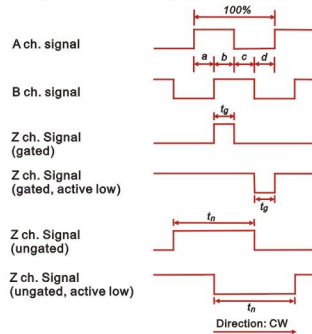 100%
A ch. signal
a b c d
B ch. signal
tg
Z ch. Signal
(gated)
Z ch. Signal
(gated, active low)
tg
tn
Z ch. Signal
(ungated)
Z ch. Signal
(ungated, active low)
tn
Direction: CW